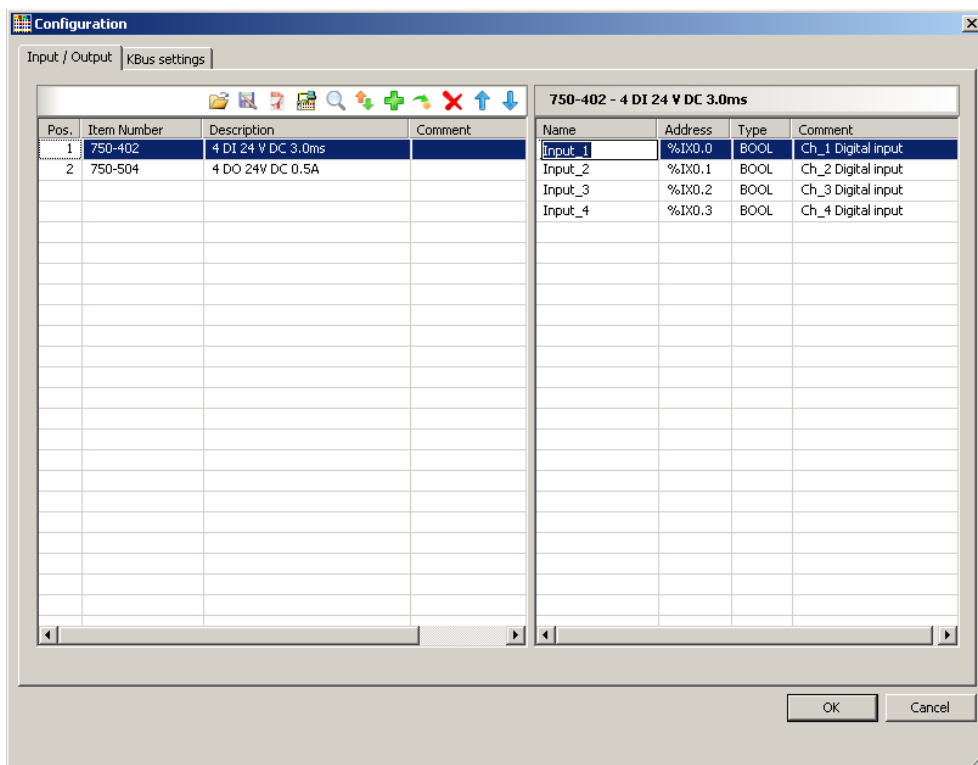 Configuration
Input / Output KBus settings
750-402 - 4 DI 24 V DC 3.0ms
Pos. Item Number Description Comment
1 750-402 4 DI 24 V DC 3.0ms
2 750-504 4 DO 24V DC 0.5A
Name Address Type Comment
Input_1 %IX0.0 BOOL Ch_1 Digital input
Input_2 %IX0.1 BOOL Ch_2 Digital input
Input_3 %IX0.2 BOOL Ch_3 Digital input
Input_4 %IX0.3 BOOL Ch_4 Digital input
OK Cancel